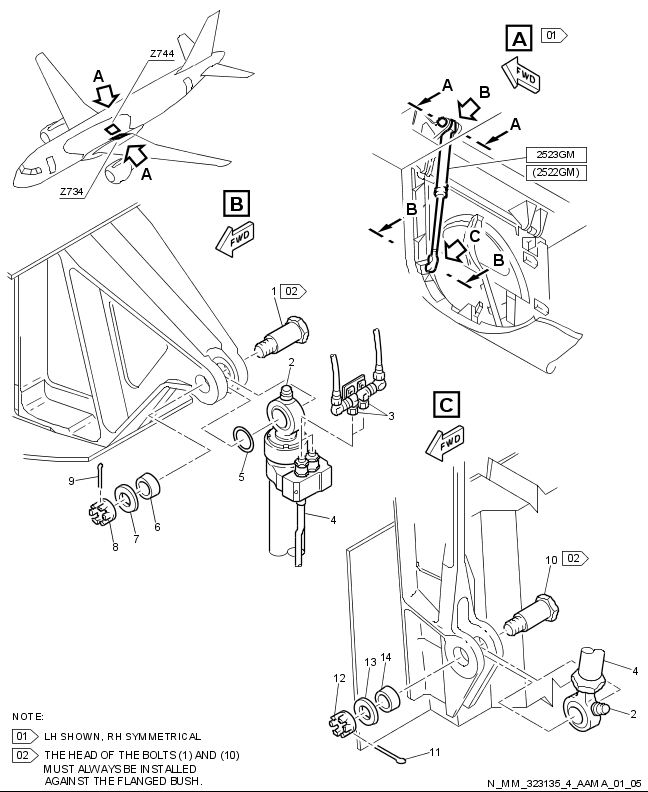 Z744
A
A
Z734
A
01
FWD
A
B
A
2523GM
(2522GM)
B
C
B
B
FWD
1
02
2
3
5
4
9
8
7
6
C
FWD
10
02
4
2
12
13
14
11
NOTE:
01 LH SHOWN, RH SYMMETRICAL
02 THE HEAD OF THE BOLTS (1) AND (10)
MUST ALWAYS BE INSTALLED
AGAINST THE FLANGED BUSH.
N_MM_323135_4_AAMA_01_05